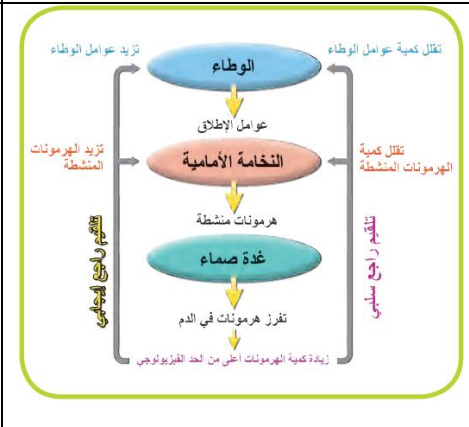 تزيد عوامل الوطاء
تقلل كمية عوامل الوطاء
الوطاء
عوامل الإطلاق
تزيد الهرمونات
المنشطة
النخامة الأمامية
تقلل كمية
الهرمونات المنشطة
هرمونات منشطة
تلقيم راجع إيجابي
غدة صماء
تلقيم راجع سلبي
تفرز هرمونات في الدم
زيادة كمية الهرمونات أعلى من الحد الفيزيولوجي